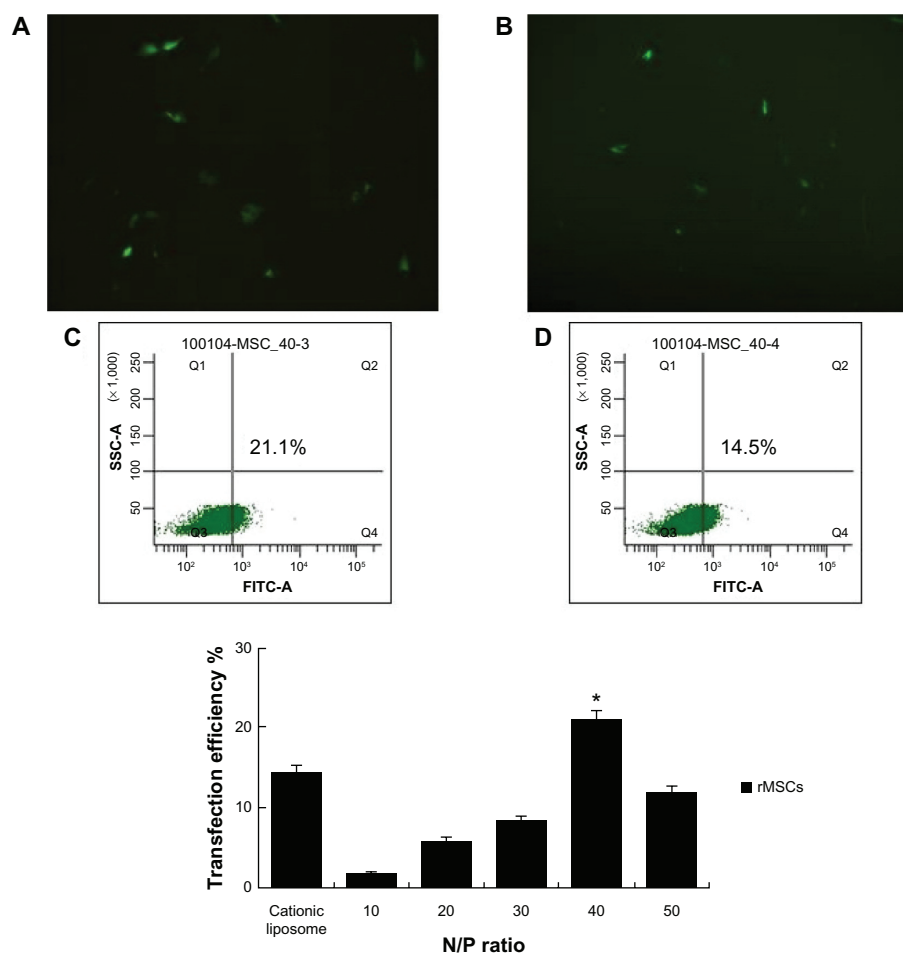 A
B
C
100104-MSC_40-3
Q1
Q2
(× 1,000)
SSC-A
250
200
150
100
50
21.1%
Q3
Q4
10²
10³
10⁴
10⁵
FITC-A
D
100104-MSC_40-4
Q1
Q2
(× 1,000)
SSC-A
250
200
150
100
50
14.5%
Q3
Q4
10²
10³
10⁴
10⁵
FITC-A
Transfection efficiency %
30
20
10
0
*
rMSCs
Cationic
liposome
10
20
30
40
50
N/P ratio